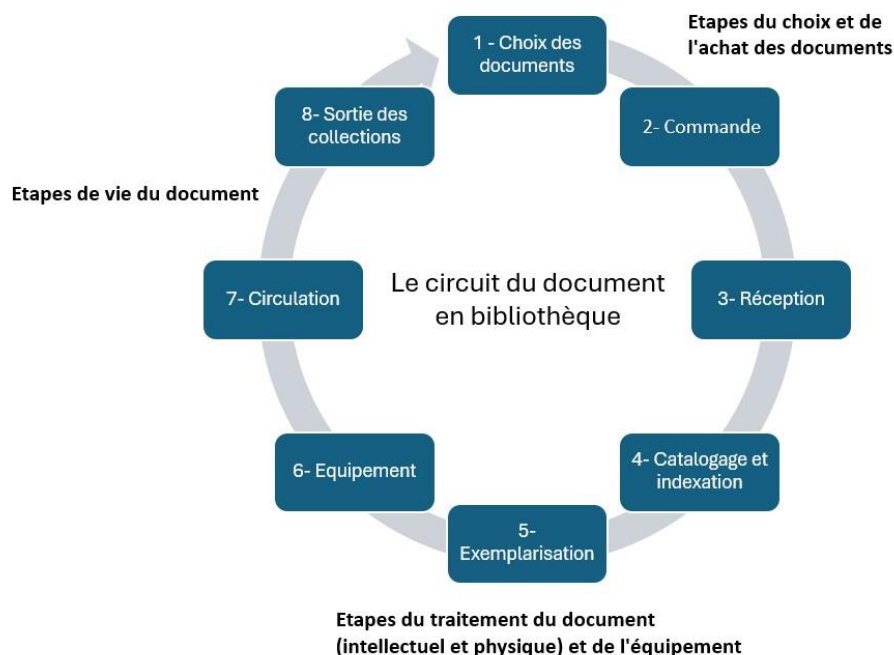 1 - Choix des
documents
Etapes du choix et de
l'achat des documents
2- Commande
3- Réception
4- Catalogage et
indexation
5-
Exemplarisation
Etapes du traitement du document
(intellectuel et physique) et de l'équipement
6- Equipement
7- Circulation
Etapes de vie du document
8- Sortie des
collections
Le circuit du document
en bibliothèque